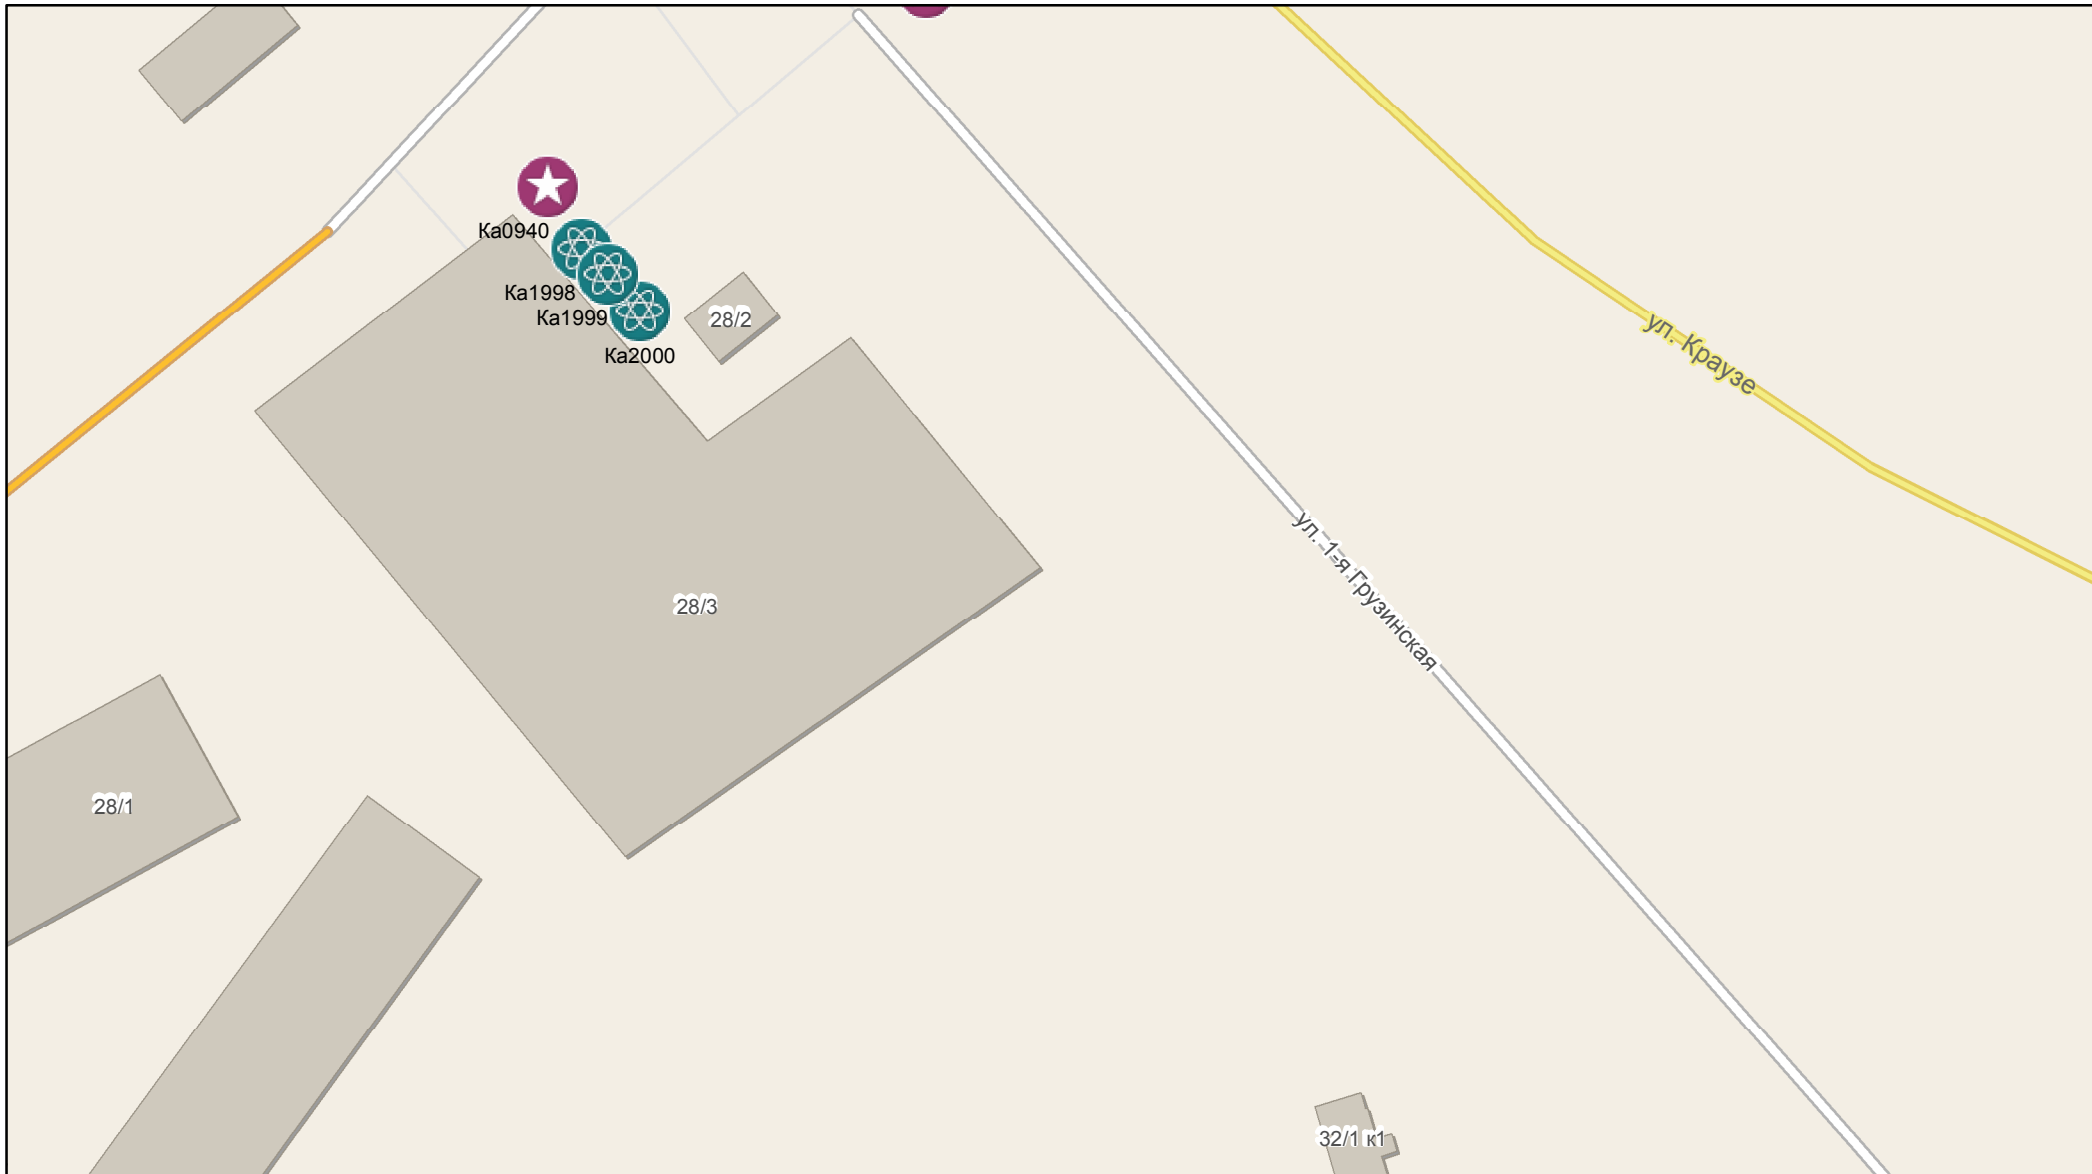 Ка0940
Ка1998
Ка1999
28/2
Ка2000
ул. Краузе
ул. 1-я Грузинская
28/3
28/1
32/1 к1